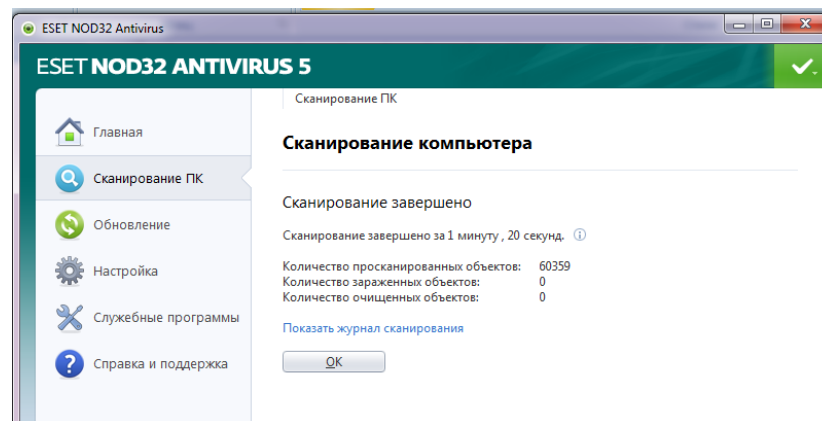 ESET NOD32 Antivirus
ESET NOD32 ANTIVIRUS 5
Главная
Сканирование ПК
Обновление
Настройка
Служебные программы
Справка и поддержка
Сканирование ПК
Сканирование компьютера
Сканирование завершено
Сканирование завершено за 1 минуту , 20 секунд.
Количество просканированных объектов: 60359
Количество зараженных объектов: 0
Количество очищенных объектов: 0
Показать журнал сканирования
OK